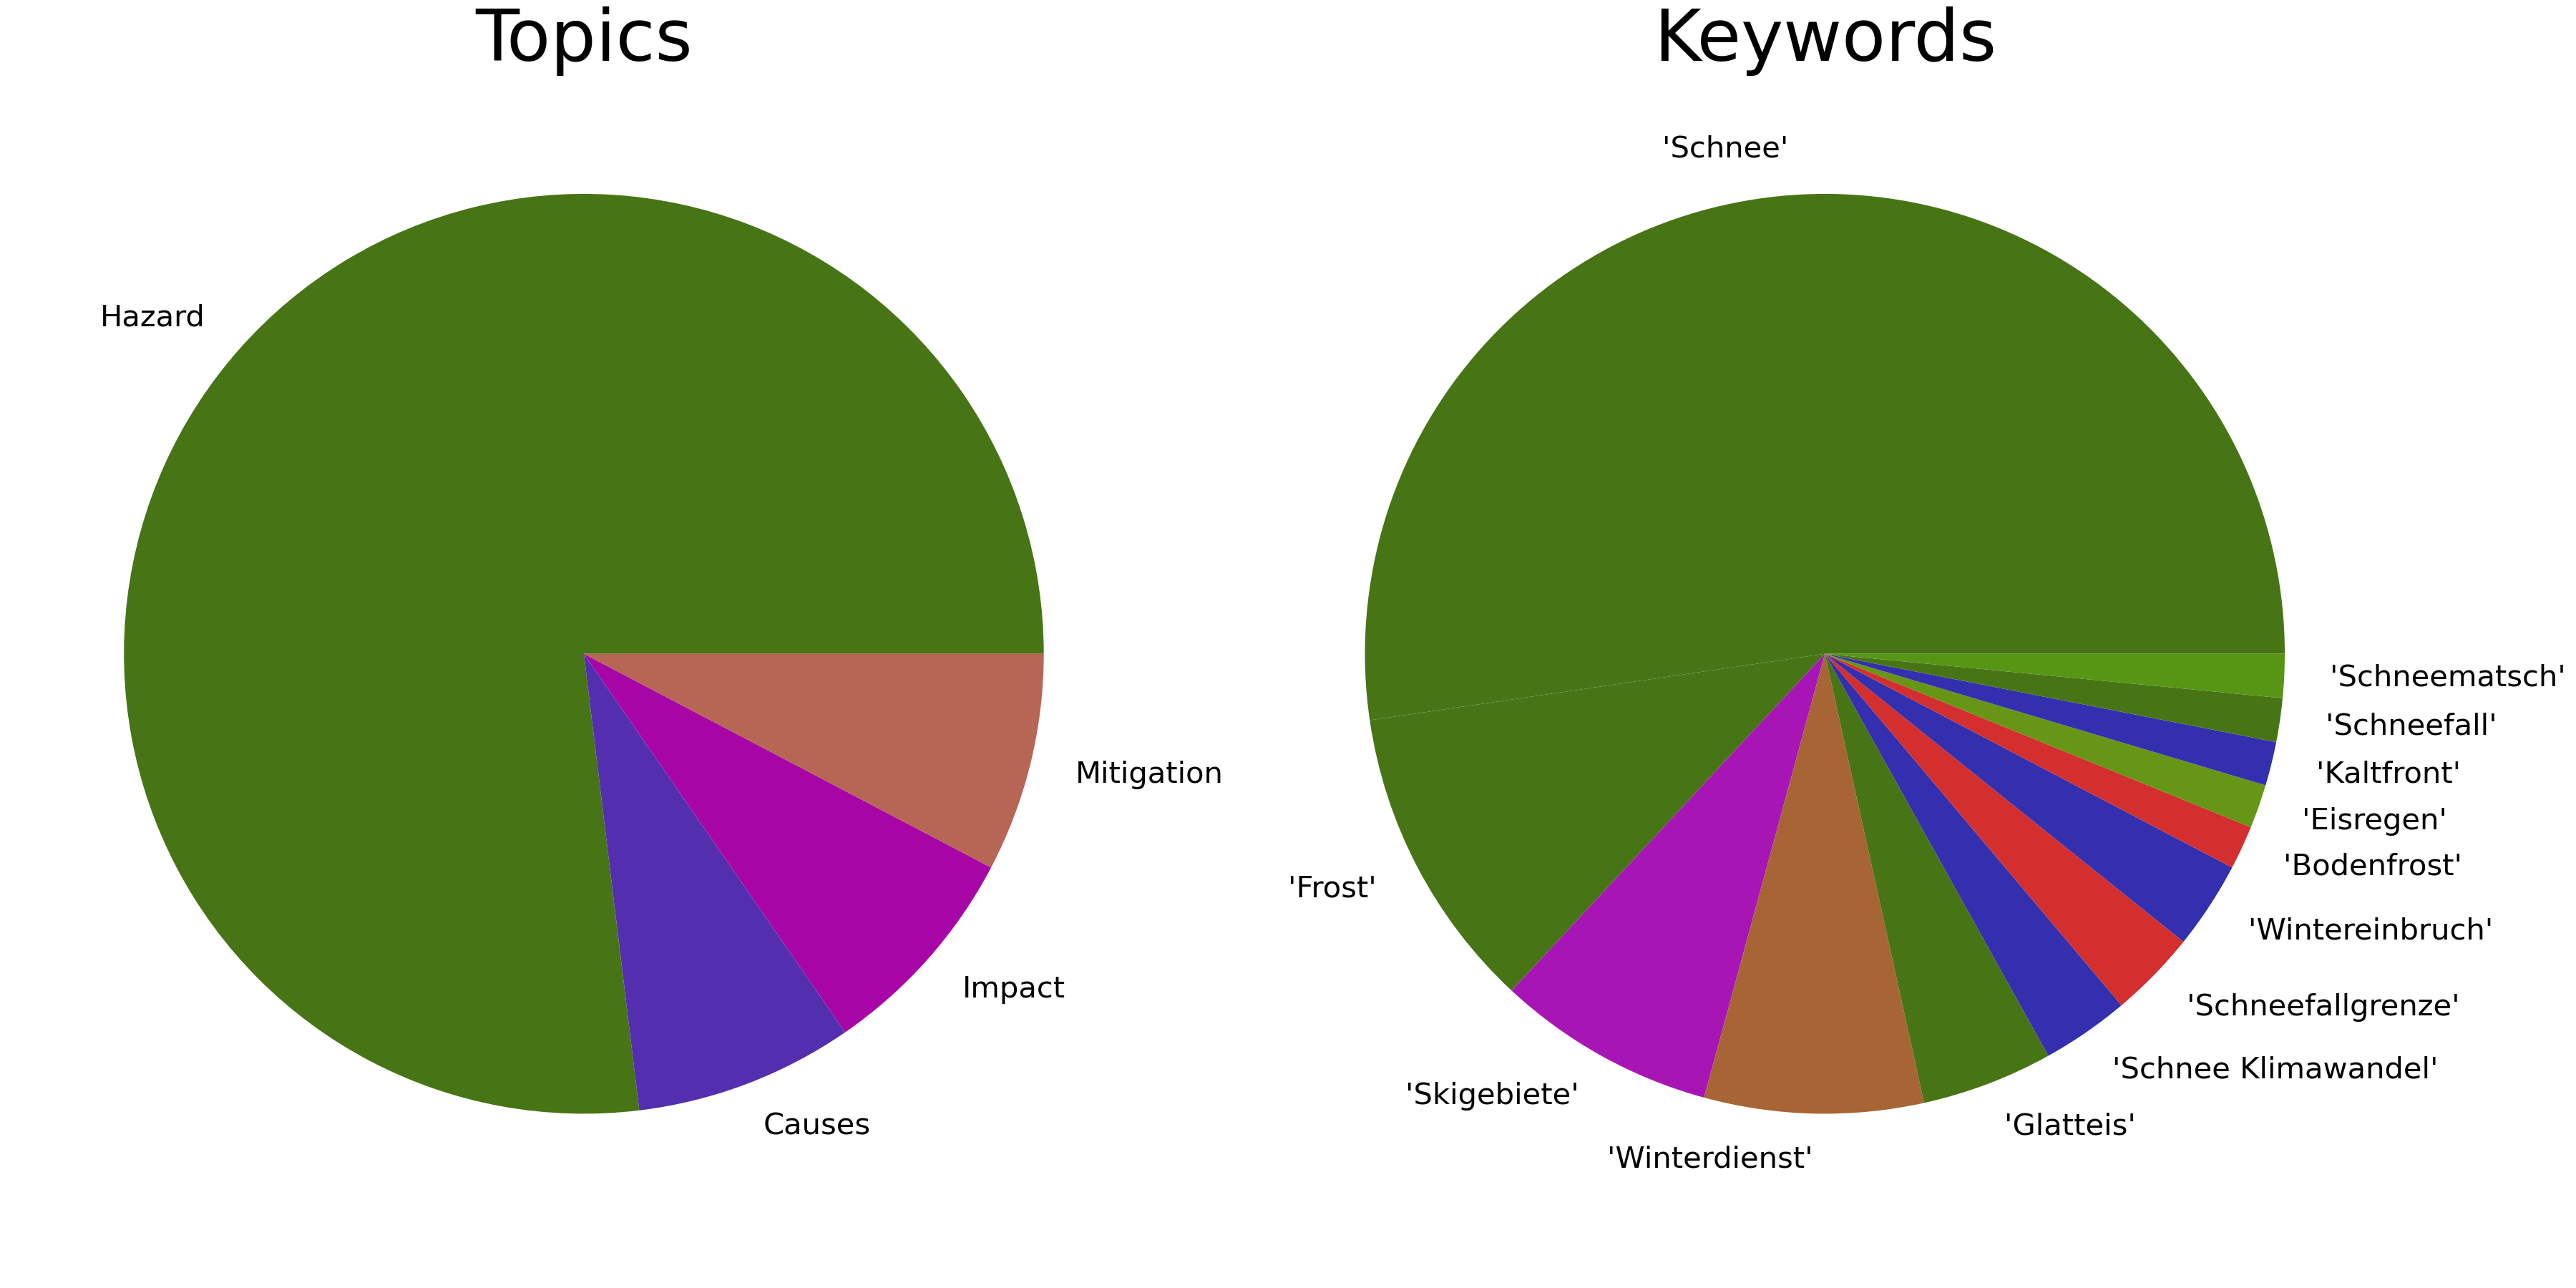 Topics
Hazard
Mitigation
Impact
Causes
Keywords
'Schnee'
'Schneematsch'
'Schneefall'
'Kaltfront'
'Eisregen'
'Bodenfrost'
'Frost'
'Wintereinbruch'
'Schneefallgrenze'
'Schnee Klimawandel'
'Skigebiete'
'Glatteis'
'Winterdienst'